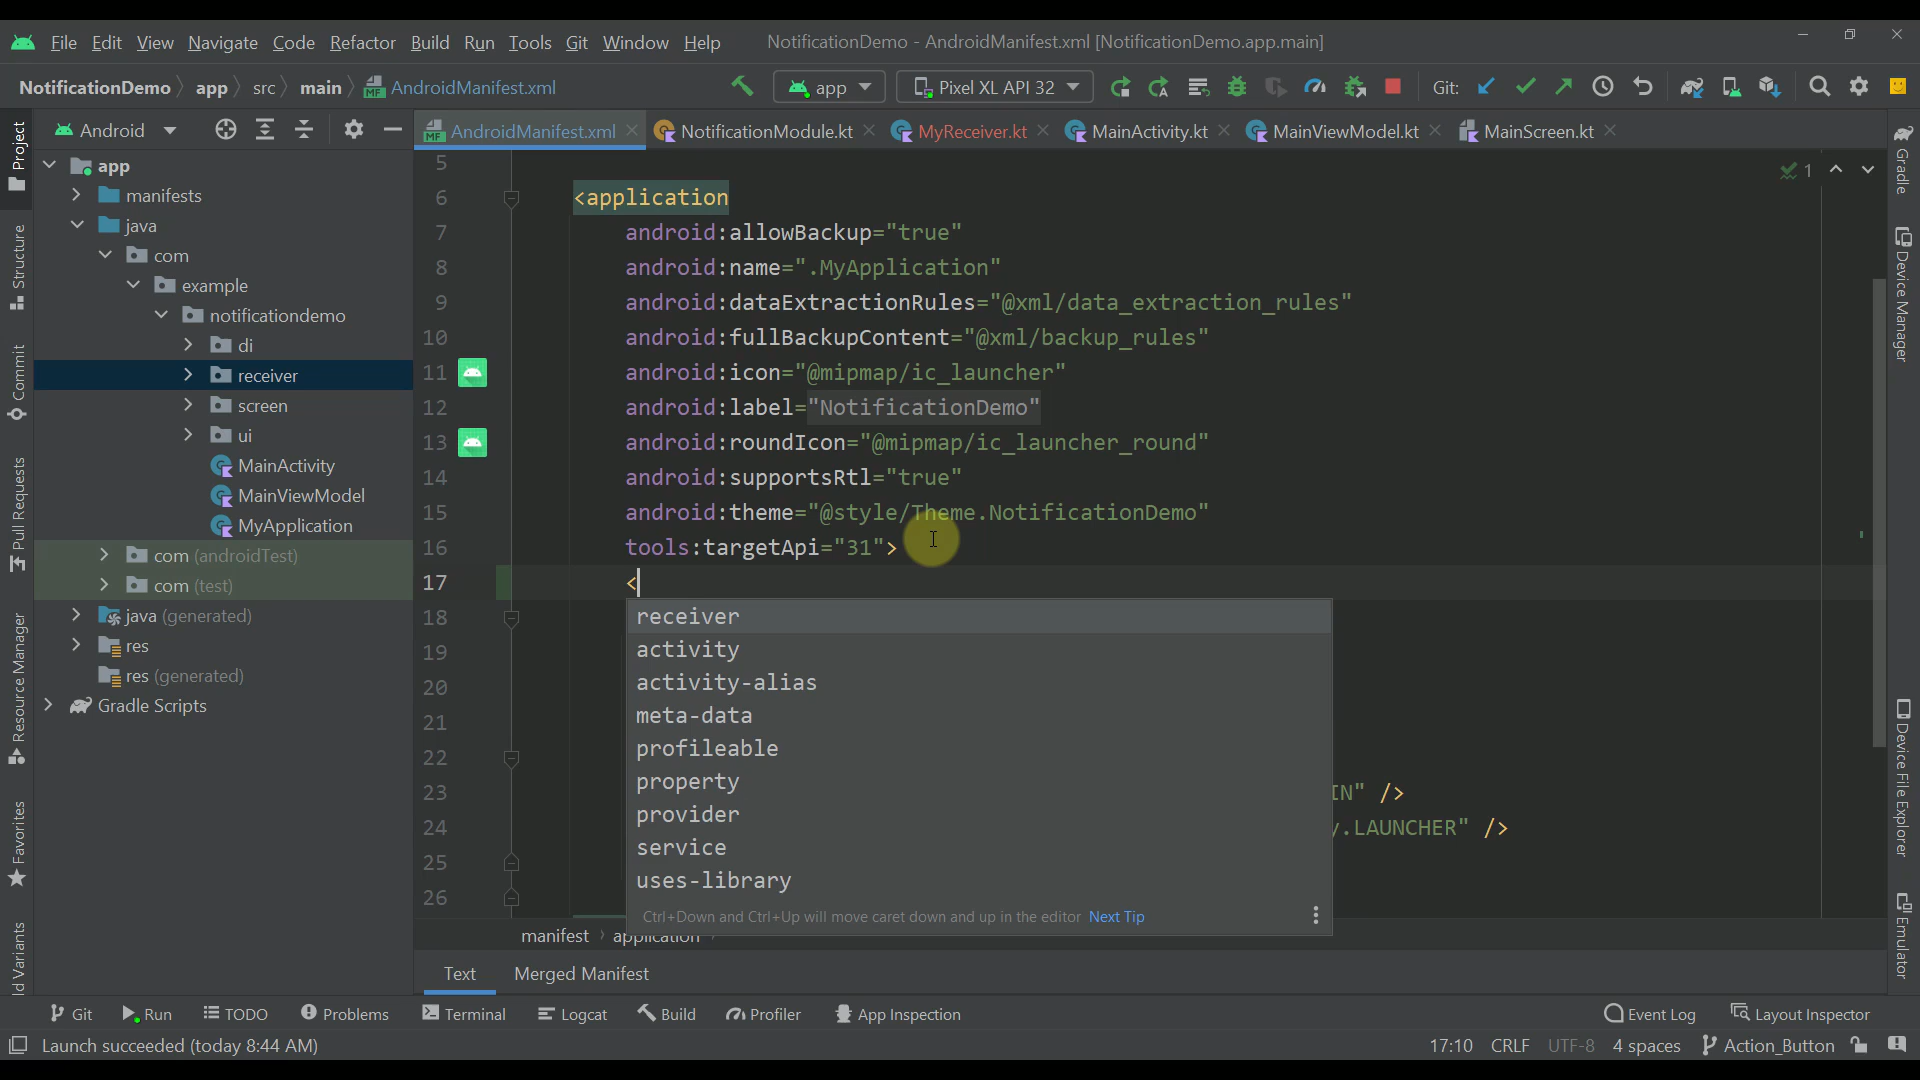 File Edit View Navigate Code Refactor Build Run Tools Git Window Help NotificationDemo - AndroidManifest.xml [NotificationDemo.app.main]
NotificationDemo app src main AndroidManifest.xml app Pixel XL API 32 Git:
Android AndroidManifest.xml NotificationModule.kt MyReceiver.kt MainActivity.kt MainViewModel.kt MainScreen.kt
Project
Structure
Commit
Pull Requests
Resource Manager
Favorites
ld Variants
app
manifests
java
com
example
notificationdemo
di
receiver
screen
ui
MainActivity
MainViewModel
MyApplication
com (androidTest)
com (test)
java (generated)
res
res (generated)
Gradle Scripts
5
6 <application
7 android:allowBackup="true"
8 android:name=".MyApplication"
9 android:dataExtractionRules="@xml/data_extraction_rules"
10 android:fullBackupContent="@xml/backup_rules"
11 android:icon="@mipmap/ic_launcher"
12 android:label="NotificationDemo"
13 android:roundIcon="@mipmap/ic_launcher_round"
14 android:supportsRtl="true"
15 android:theme="@style/Theme.NotificationDemo"
16 tools:targetApi="31">
17 <
18
19
20
21
22
23 IN" />
24 y.LAUNCHER" />
25
26
1
receiver
activity
activity-alias
meta-data
profileable
property
provider
service
uses-library
Ctrl+Down and Ctrl+Up will move caret down and up in the editor Next Tip
manifest application
Text Merged Manifest
Gradle
Device Manager
Device File Explorer
Emulator
Git Run TODO Problems Terminal Logcat Build Profiler App Inspection Event Log Layout Inspector
Launch succeeded (today 8:44 AM) 17:10 CRLF UTF-8 4 spaces Action_Button